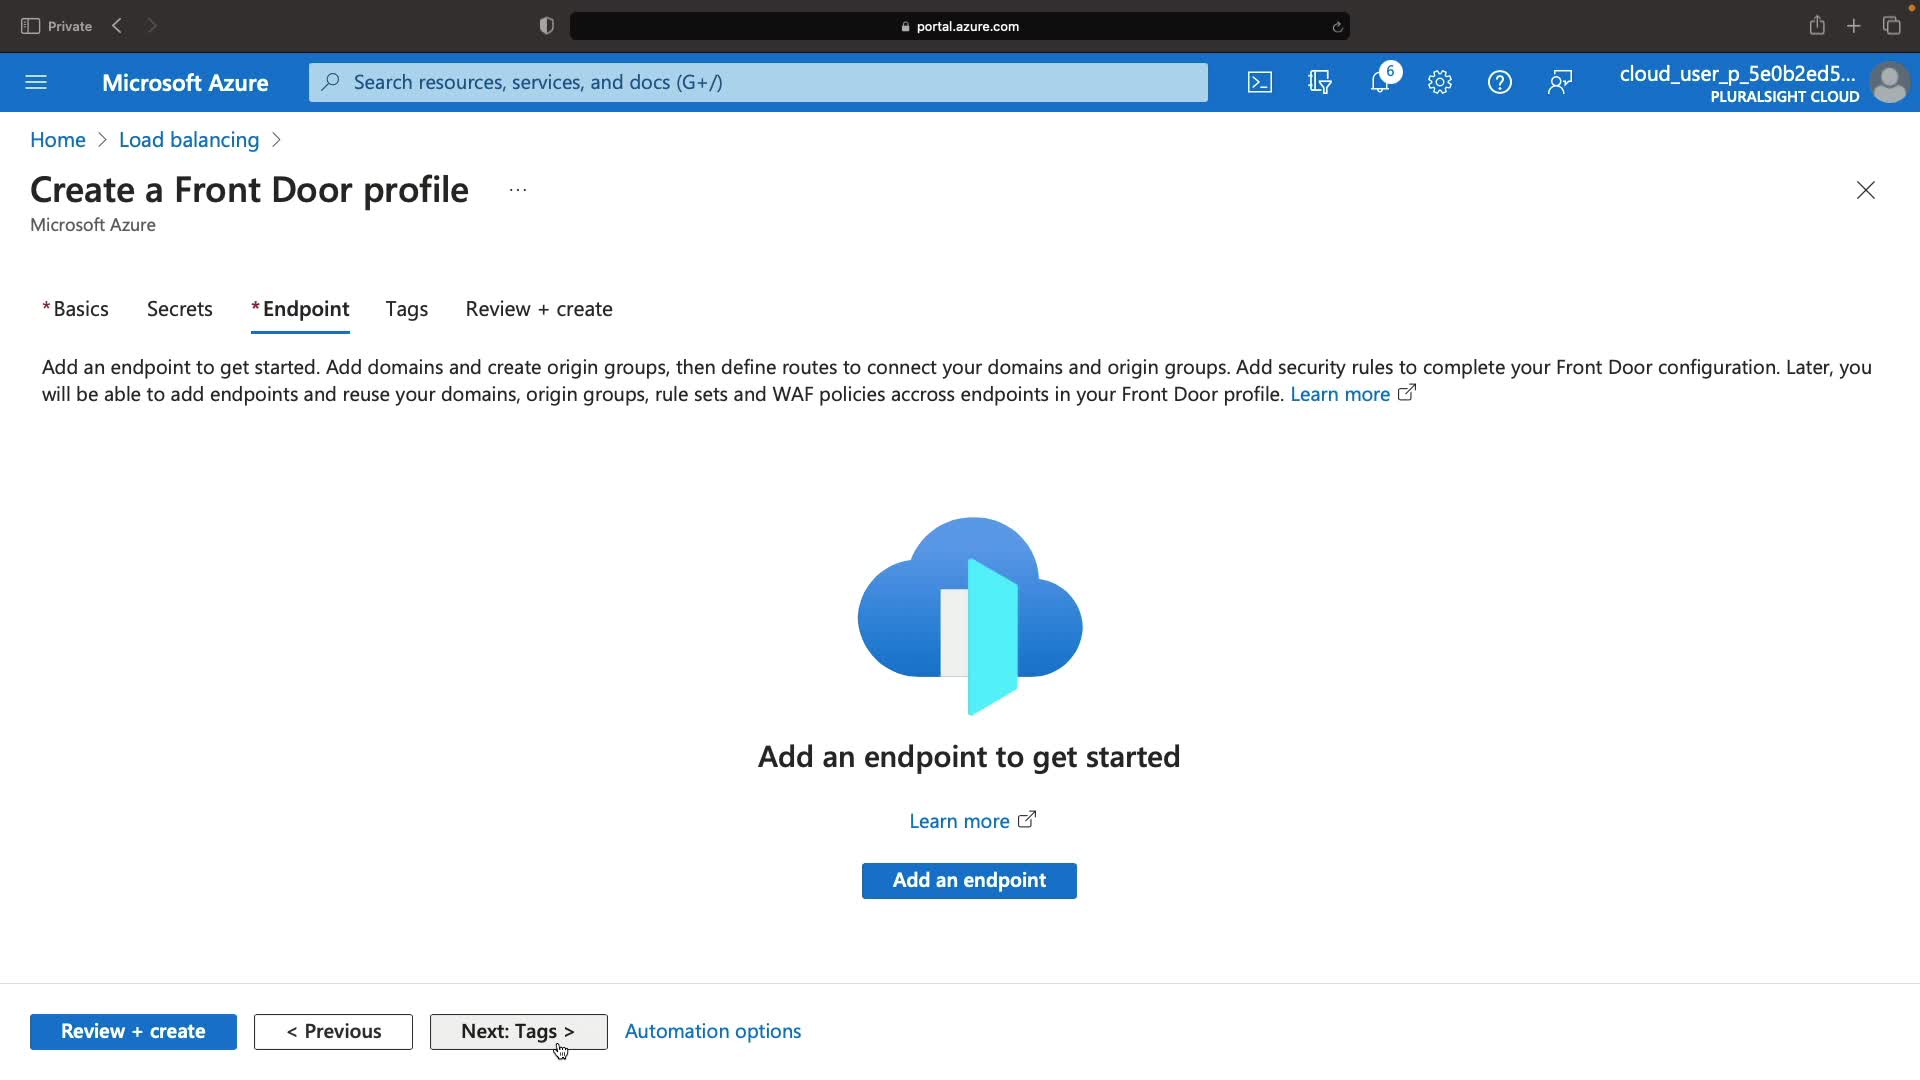 Private
portal.azure.com
Microsoft Azure
Search resources, services, and docs (G+/)
6
cloud_user_p_5e0b2ed5...
PLURALSIGHT CLOUD
Home > Load balancing >
Create a Front Door profile ...
Microsoft Azure
* Basics Secrets * Endpoint Tags Review + create
Add an endpoint to get started. Add domains and create origin groups, then define routes to connect your domains and origin groups. Add security rules to complete your Front Door configuration. Later, you
will be able to add endpoints and reuse your domains, origin groups, rule sets and WAF policies accross endpoints in your Front Door profile. Learn more
Add an endpoint to get started
Learn more
Add an endpoint
Review + create < Previous Next: Tags > Automation options